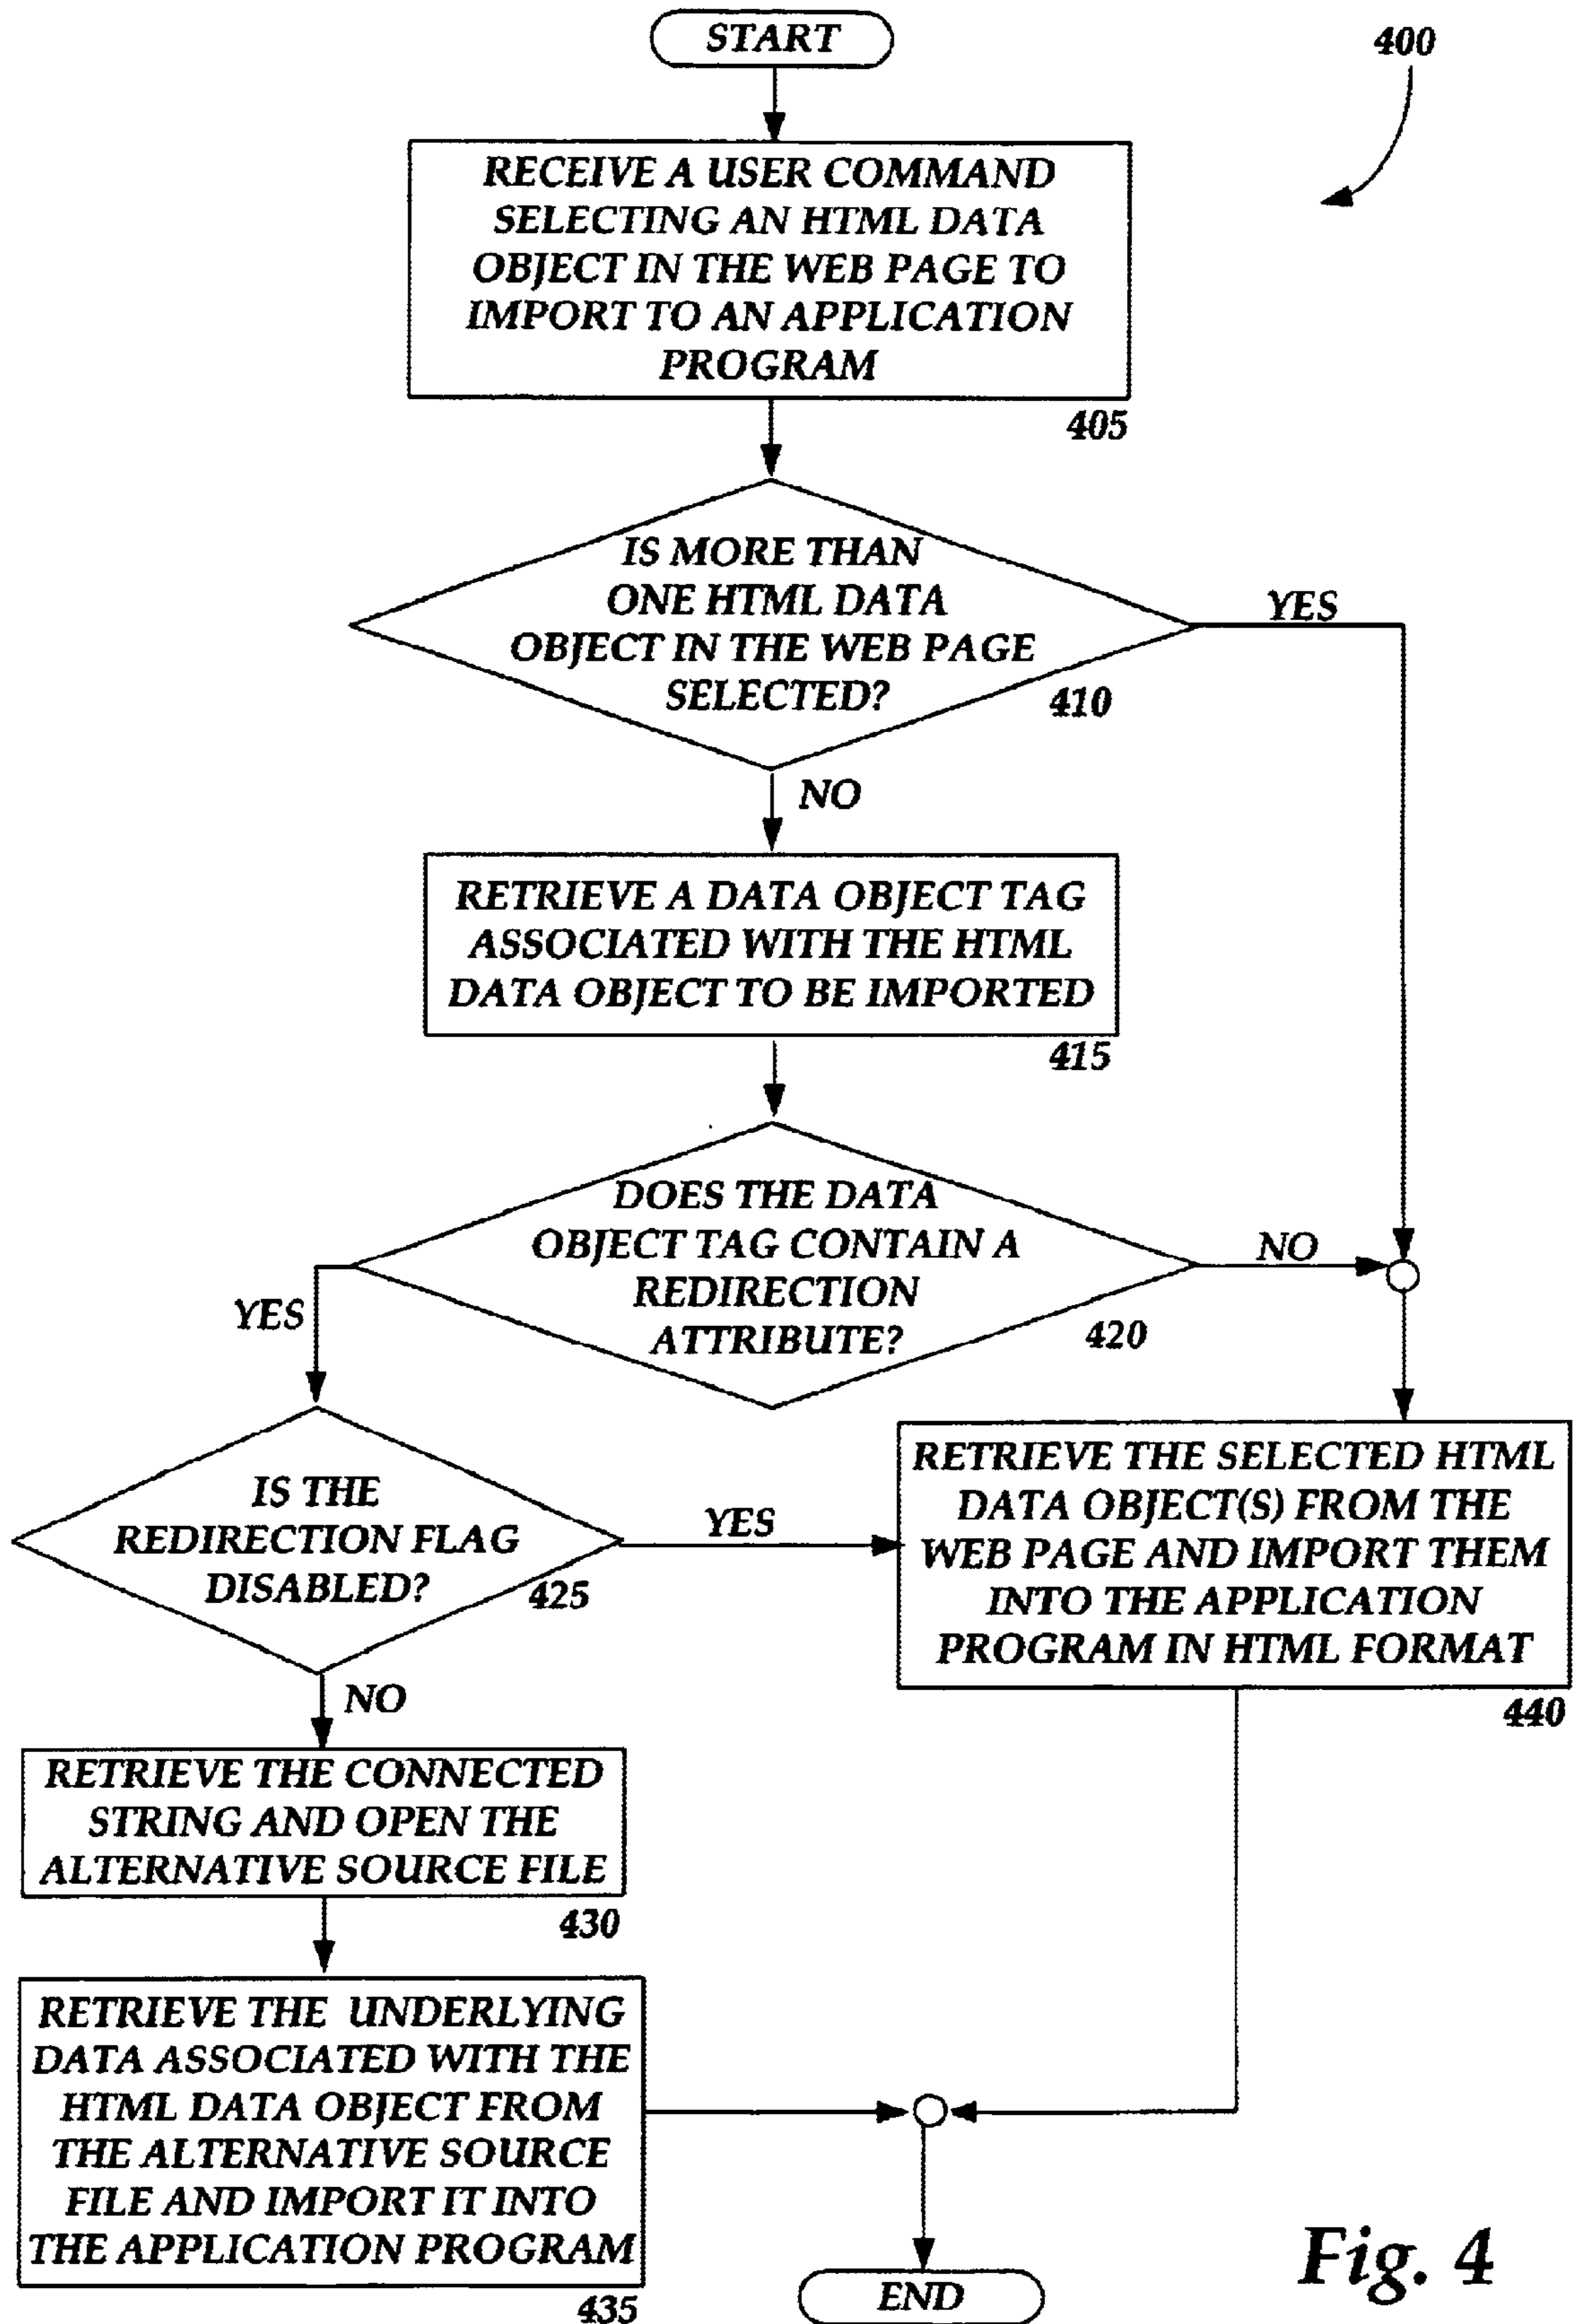 START
400
RECEIVE A USER COMMAND
SELECTING AN HTML DATA
OBJECT IN THE WEB PAGE TO
IMPORT TO AN APPLICATION
PROGRAM
405
IS MORE THAN
ONE HTML DATA
OBJECT IN THE WEB PAGE
SELECTED?
410
YES
NO
RETRIEVE A DATA OBJECT TAG
ASSOCIATED WITH THE HTML
DATA OBJECT TO BE IMPORTED
415
DOES THE DATA
OBJECT TAG CONTAIN A
REDIRECTION
ATTRIBUTE?
420
NO
YES
IS THE
REDIRECTION FLAG
DISABLED?
425
YES
NO
RETRIEVE THE SELECTED HTML
DATA OBJECT(S) FROM THE
WEB PAGE AND IMPORT THEM
INTO THE APPLICATION
PROGRAM IN HTML FORMAT
440
RETRIEVE THE CONNECTED
STRING AND OPEN THE
ALTERNATIVE SOURCE FILE
430
RETRIEVE THE UNDERLYING
DATA ASSOCIATED WITH THE
HTML DATA OBJECT FROM
THE ALTERNATIVE SOURCE
FILE AND IMPORT IT INTO
THE APPLICATION PROGRAM
435
END
Fig. 4